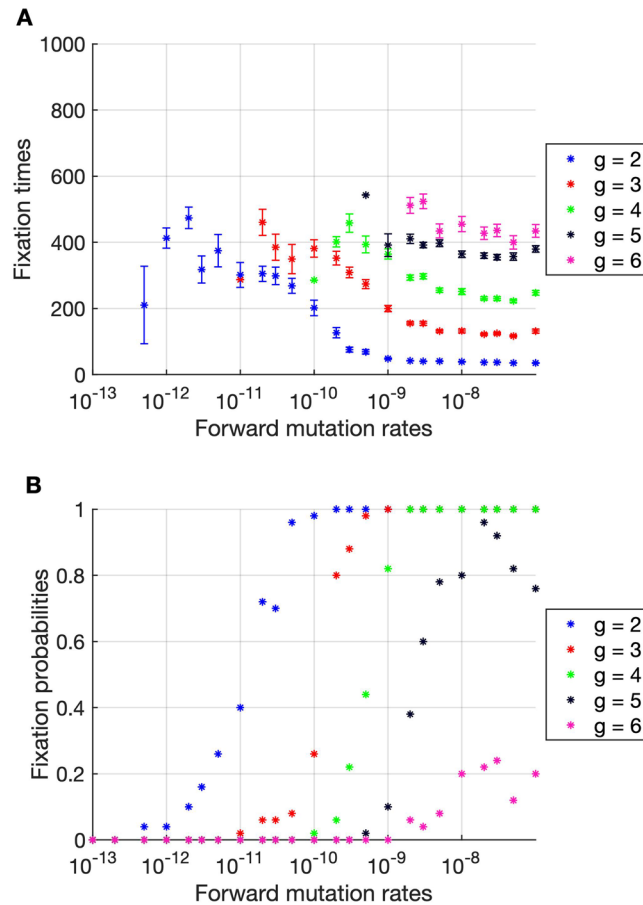 A
1000
800
600
400
200
0
Fixation times
10-13
10-12
10-11
10-10
10-9
10-8
Forward mutation rates
g = 2
g = 3
g = 4
g = 5
g = 6
B
1
0.8
0.6
0.4
0.2
0
Fixation probabilities
10-13
10-12
10-11
10-10
10-9
10-8
Forward mutation rates
g = 2
g = 3
g = 4
g = 5
g = 6